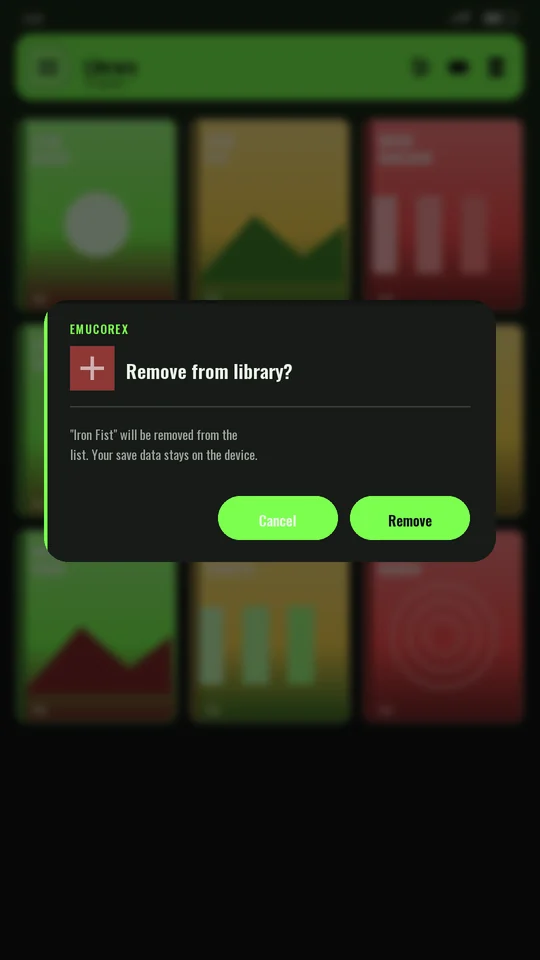 EMUCOREX
Remove from library?
"Iron Fist" will be removed from the
list. Your save data stays on the device.
Cancel
Remove